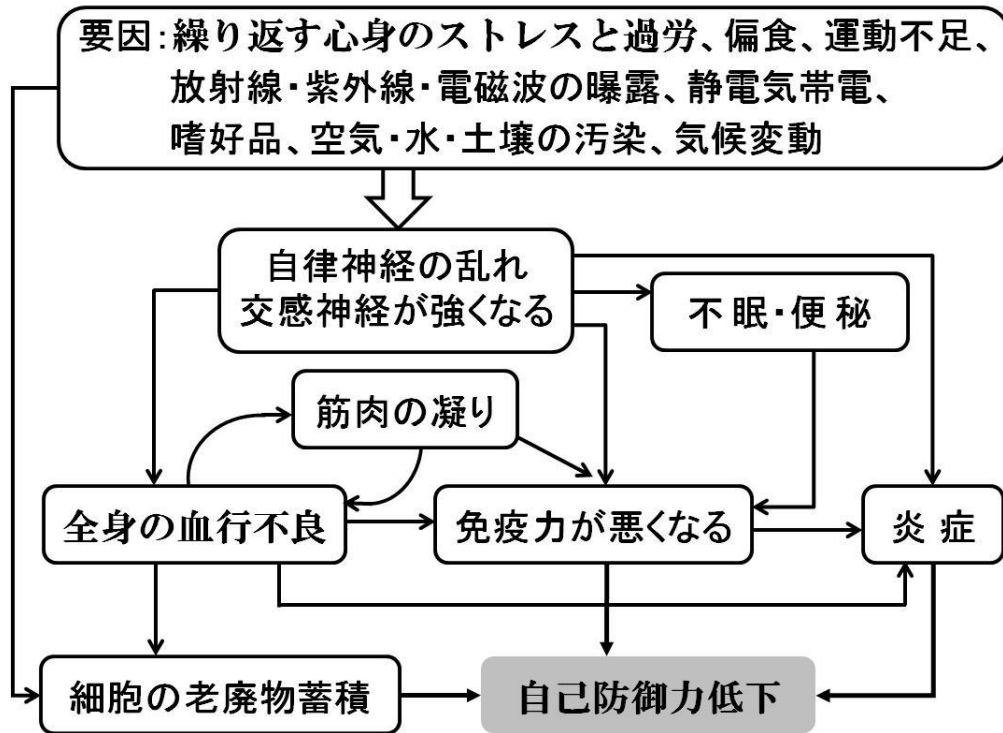 要因：繰り返す心身のストレスと過労、偏食、運動不足、
放射線・紫外線・電磁波の曝露、静電気帯電、
嗜好品、空気・水・土壌の汚染、気候変動
自律神経の乱れ
交感神経が強くなる
不眠・便秘
筋肉の凝り
全身の血行不良
免疫力が悪くなる
炎症
細胞の老廃物蓄積
自己防御力低下